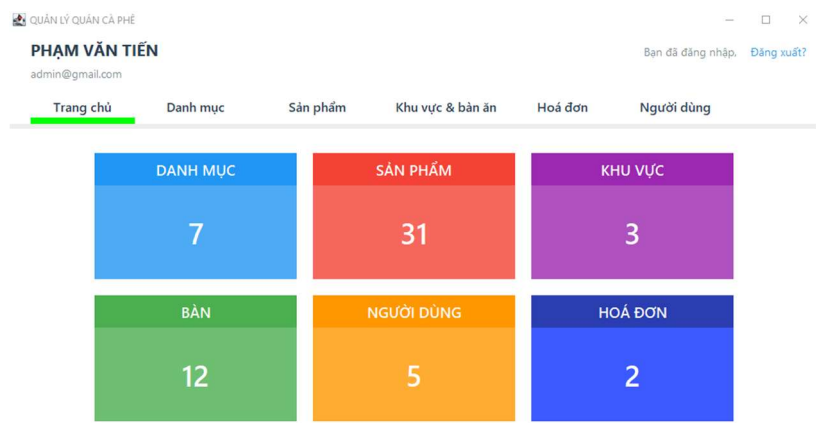 QUẢN LÝ QUÁN CÀ PHÊ
PHẠM VĂN TIẾN
Bạn đã đăng nhập. Đăng xuất?
admin@gmail.com
Trang chủ Danh mục Sản phẩm Khu vực & bàn ăn Hoá đơn Người dùng
DANH MỤC SẢN PHẨM KHU VỰC
7 31 3
BÀN NGƯỜI DÙNG HOÁ ĐƠN
12 5 2